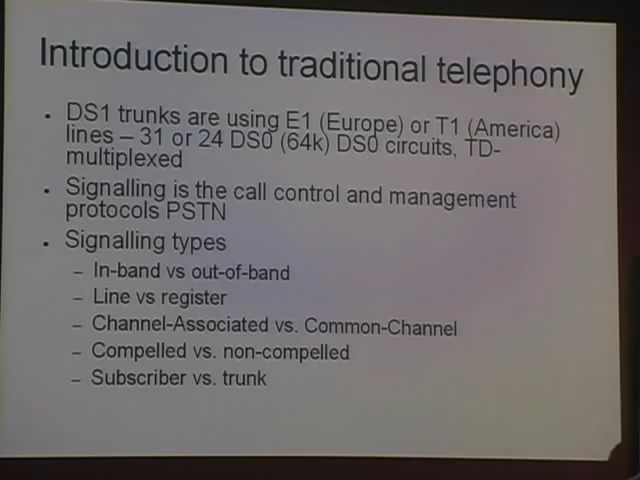 Introduction to traditional telephony
• DS1 trunks are using E1 (Europe) or T1 (America)
lines – 31 or 24 DS0 (64k) DS0 circuits, TD-
multiplexed
• Signalling is the call control and management
protocols PSTN
• Signalling types
– In-band vs out-of-band
– Line vs register
– Channel-Associated vs. Common-Channel
– Compelled vs. non-compelled
– Subscriber vs. trunk